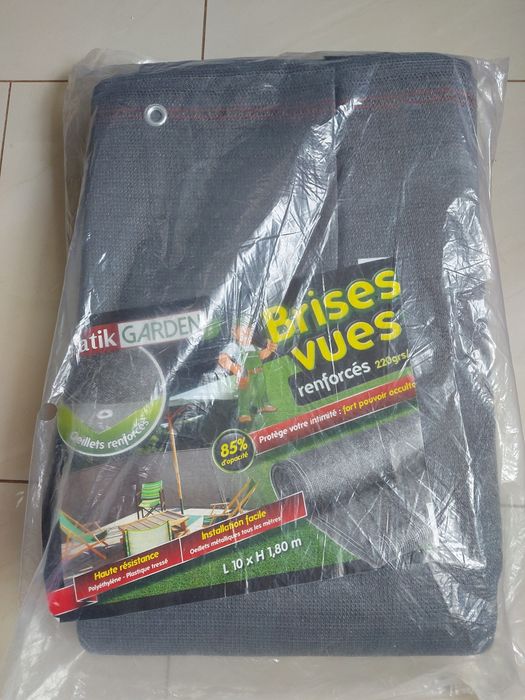 atik GARDEN
Brises
vues
renforcés 220grs/
Oeillets renforcés
85%
d'opacité
Protège votre intimité : fort pouvoir occulta
Haute résistance
Polyéthylène - Plastique tressé
Installation facile
Oeillets métalliques tous les mètres
L 10 x H 1,80 m